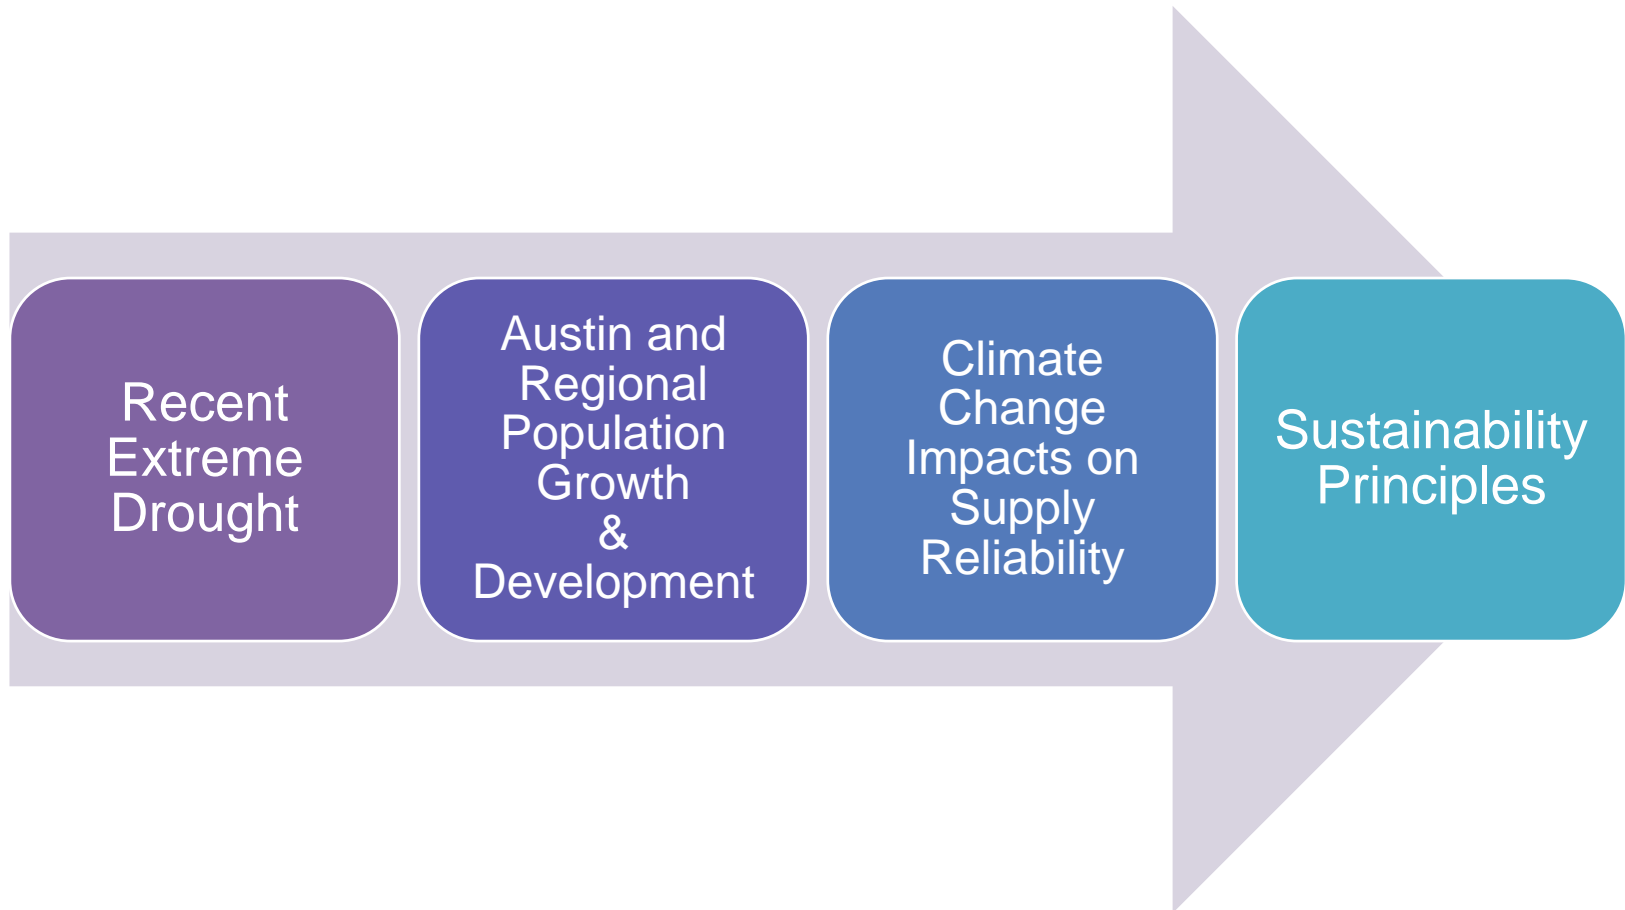 Recent
Extreme
Drought
Austin and
Regional
Population
Growth
&
Development
Climate
Change
Impacts on
Supply
Reliability
Sustainability
Principles